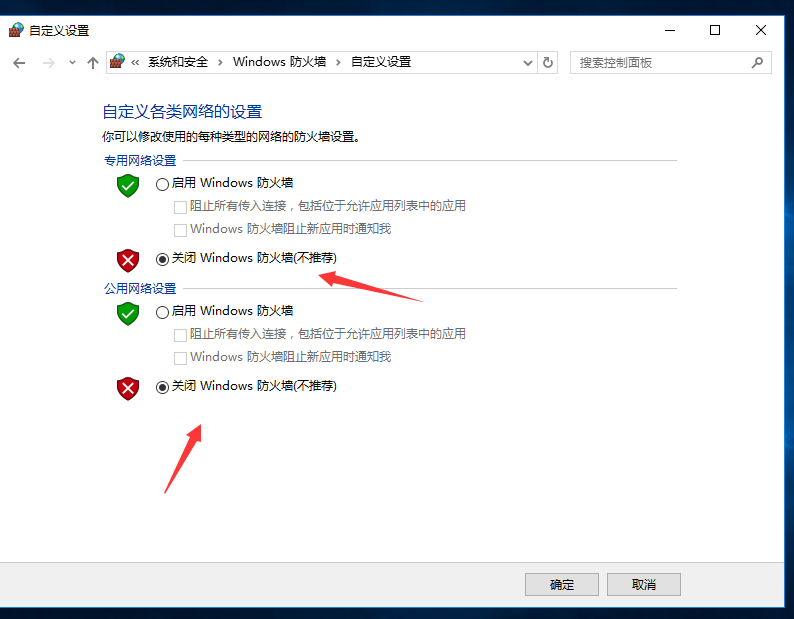 自定义设置
« 系统和安全 › Windows 防火墙 › 自定义设置
搜索控制面板
自定义各类网络的设置
你可以修改使用的每种类型的网络的防火墙设置。
专用网络设置
启用 Windows 防火墙
阻止所有传入连接，包括位于允许应用列表中的应用
Windows 防火墙阻止新应用时通知我
关闭 Windows 防火墙(不推荐)
公用网络设置
启用 Windows 防火墙
阻止所有传入连接，包括位于允许应用列表中的应用
Windows 防火墙阻止新应用时通知我
关闭 Windows 防火墙(不推荐)
确定
取消